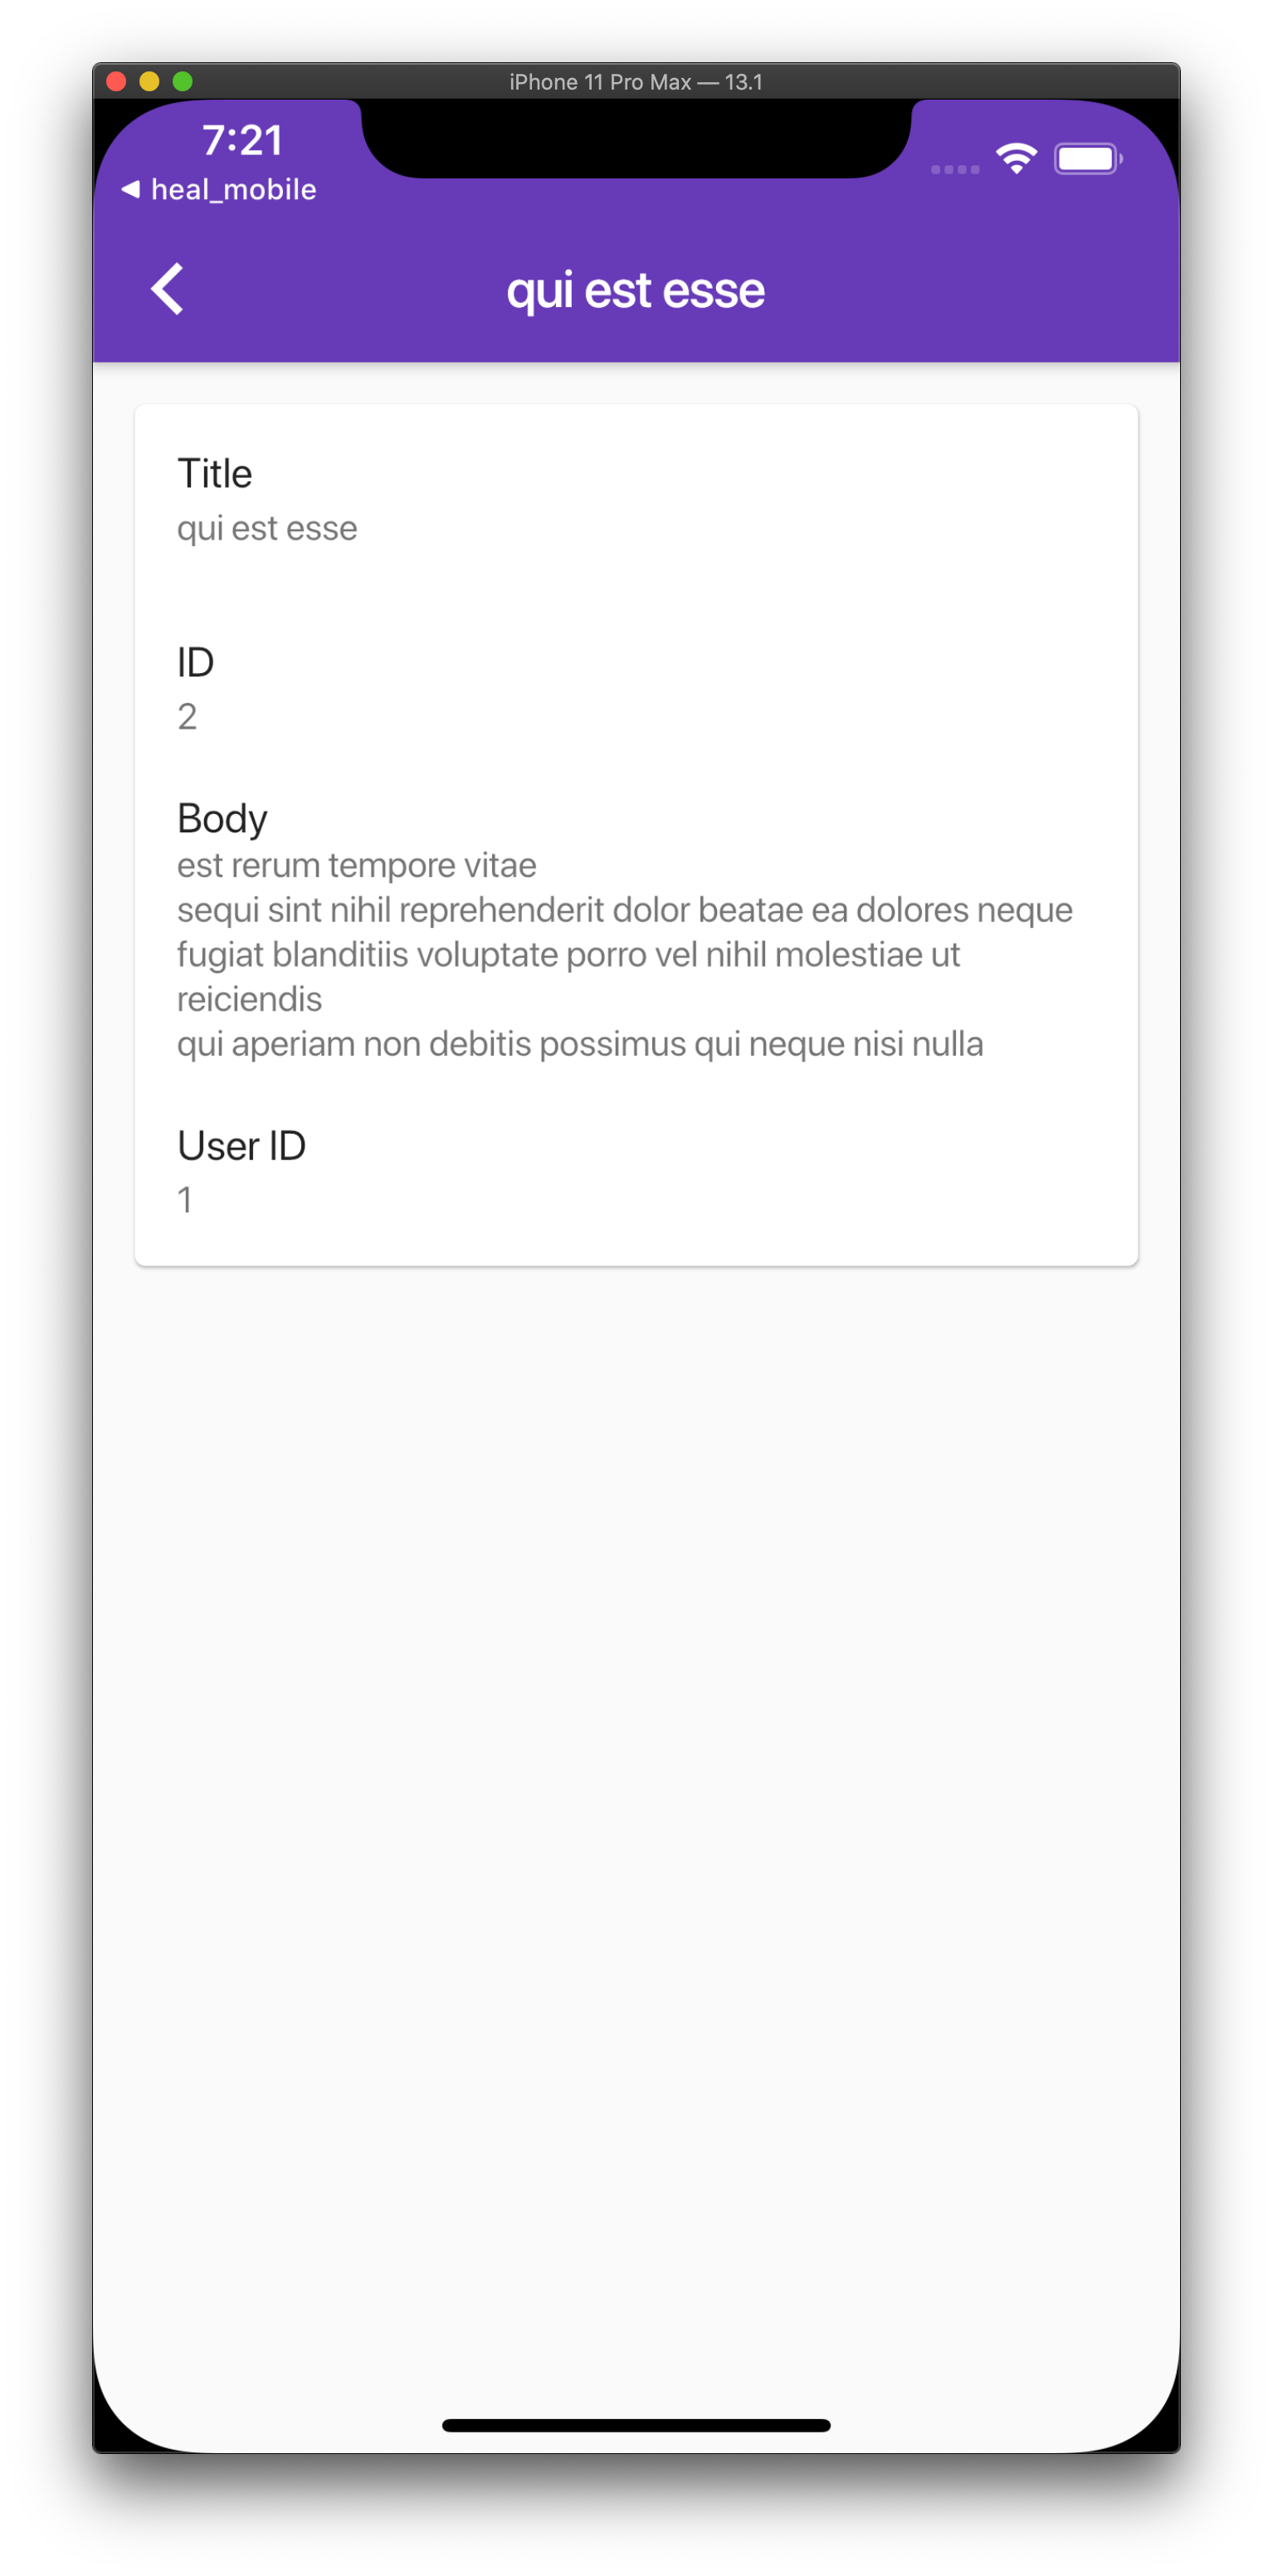 iPhone 11 Pro Max — 13.1
7:21
◀ heal_mobile
qui est esse
Title
qui est esse
ID
2
Body
est rerum tempore vitae
sequi sint nihil reprehenderit dolor beatae ea dolores neque
fugiat blanditiis voluptate porro vel nihil molestiae ut
reiciendis
qui aperiam non debitis possimus qui neque nisi nulla
User ID
1